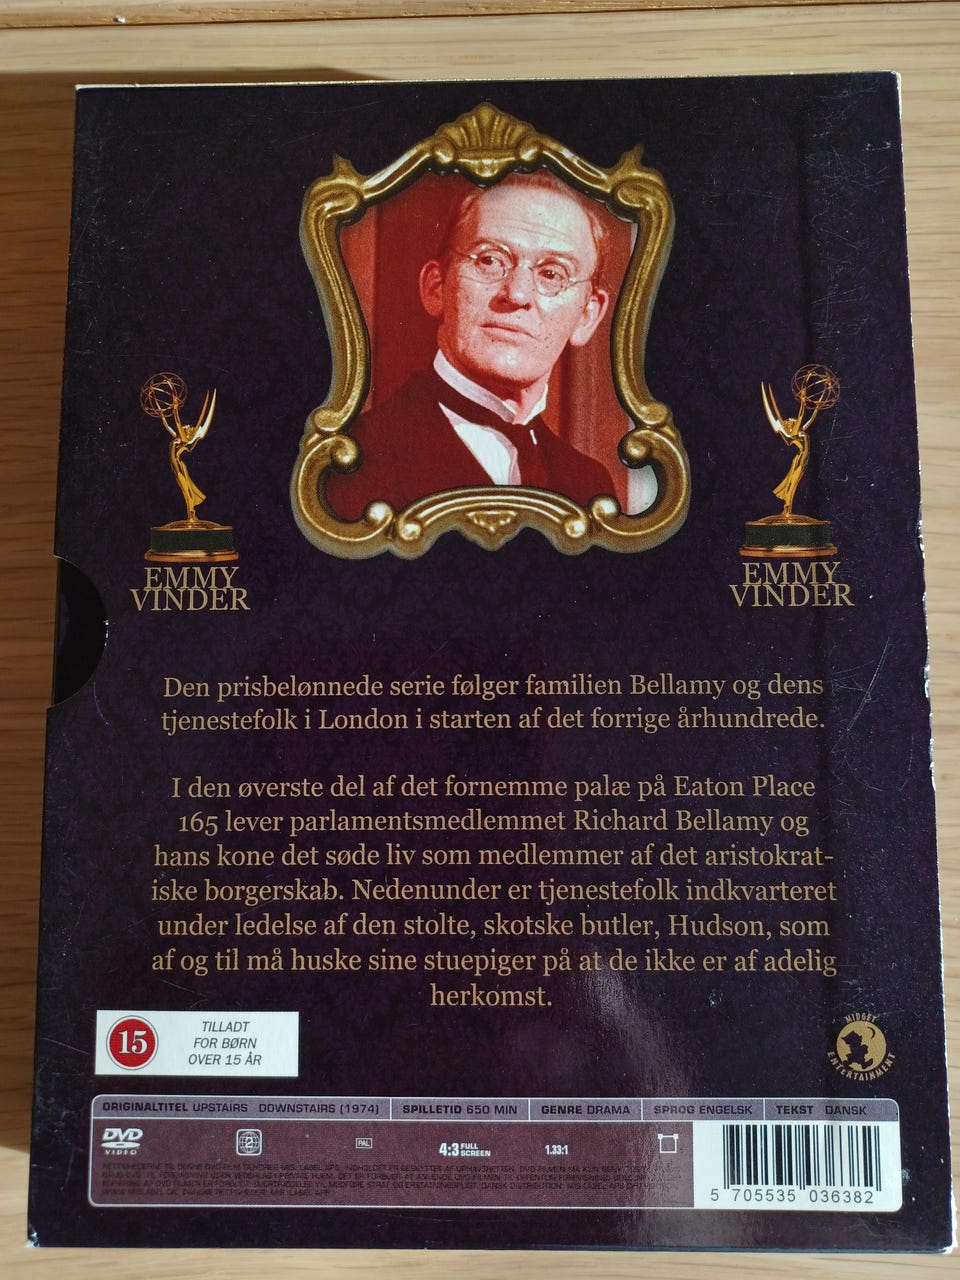 EMMY
VINDER
EMMY
VINDER
Den prisbelønnede serie følger familien Bellamy og dens
tjenestefolk i London i starten af det forrige århundrede.
I den øverste del af det fornemme palæ på Eaton Place
165 lever parlamentsmedlemmet Richard Bellamy og
hans kone det søde liv som medlemmer af det aristokrat-
iske borgerskab. Nedenunder er tjenestefolk indkvarteret
under ledelse af den stolte, skotske butler, Hudson, som
af og til må huske sine stuepiger på at de ikke er af adelig
herkomst.
15
TILLADT
FOR BØRN
OVER 15 ÅR
MIDGET
ENTERTAINMENT
ORIGINALTITEL UPSTAIRS DOWNSTAIRS (1974) SPILLETID 650 MIN GENRE DRAMA SPROG ENGELSK TEKST DANSK
DVD
VIDEO
2
PAL
4:3 FULL
SCREEN
1.33:1
5 705535 036382